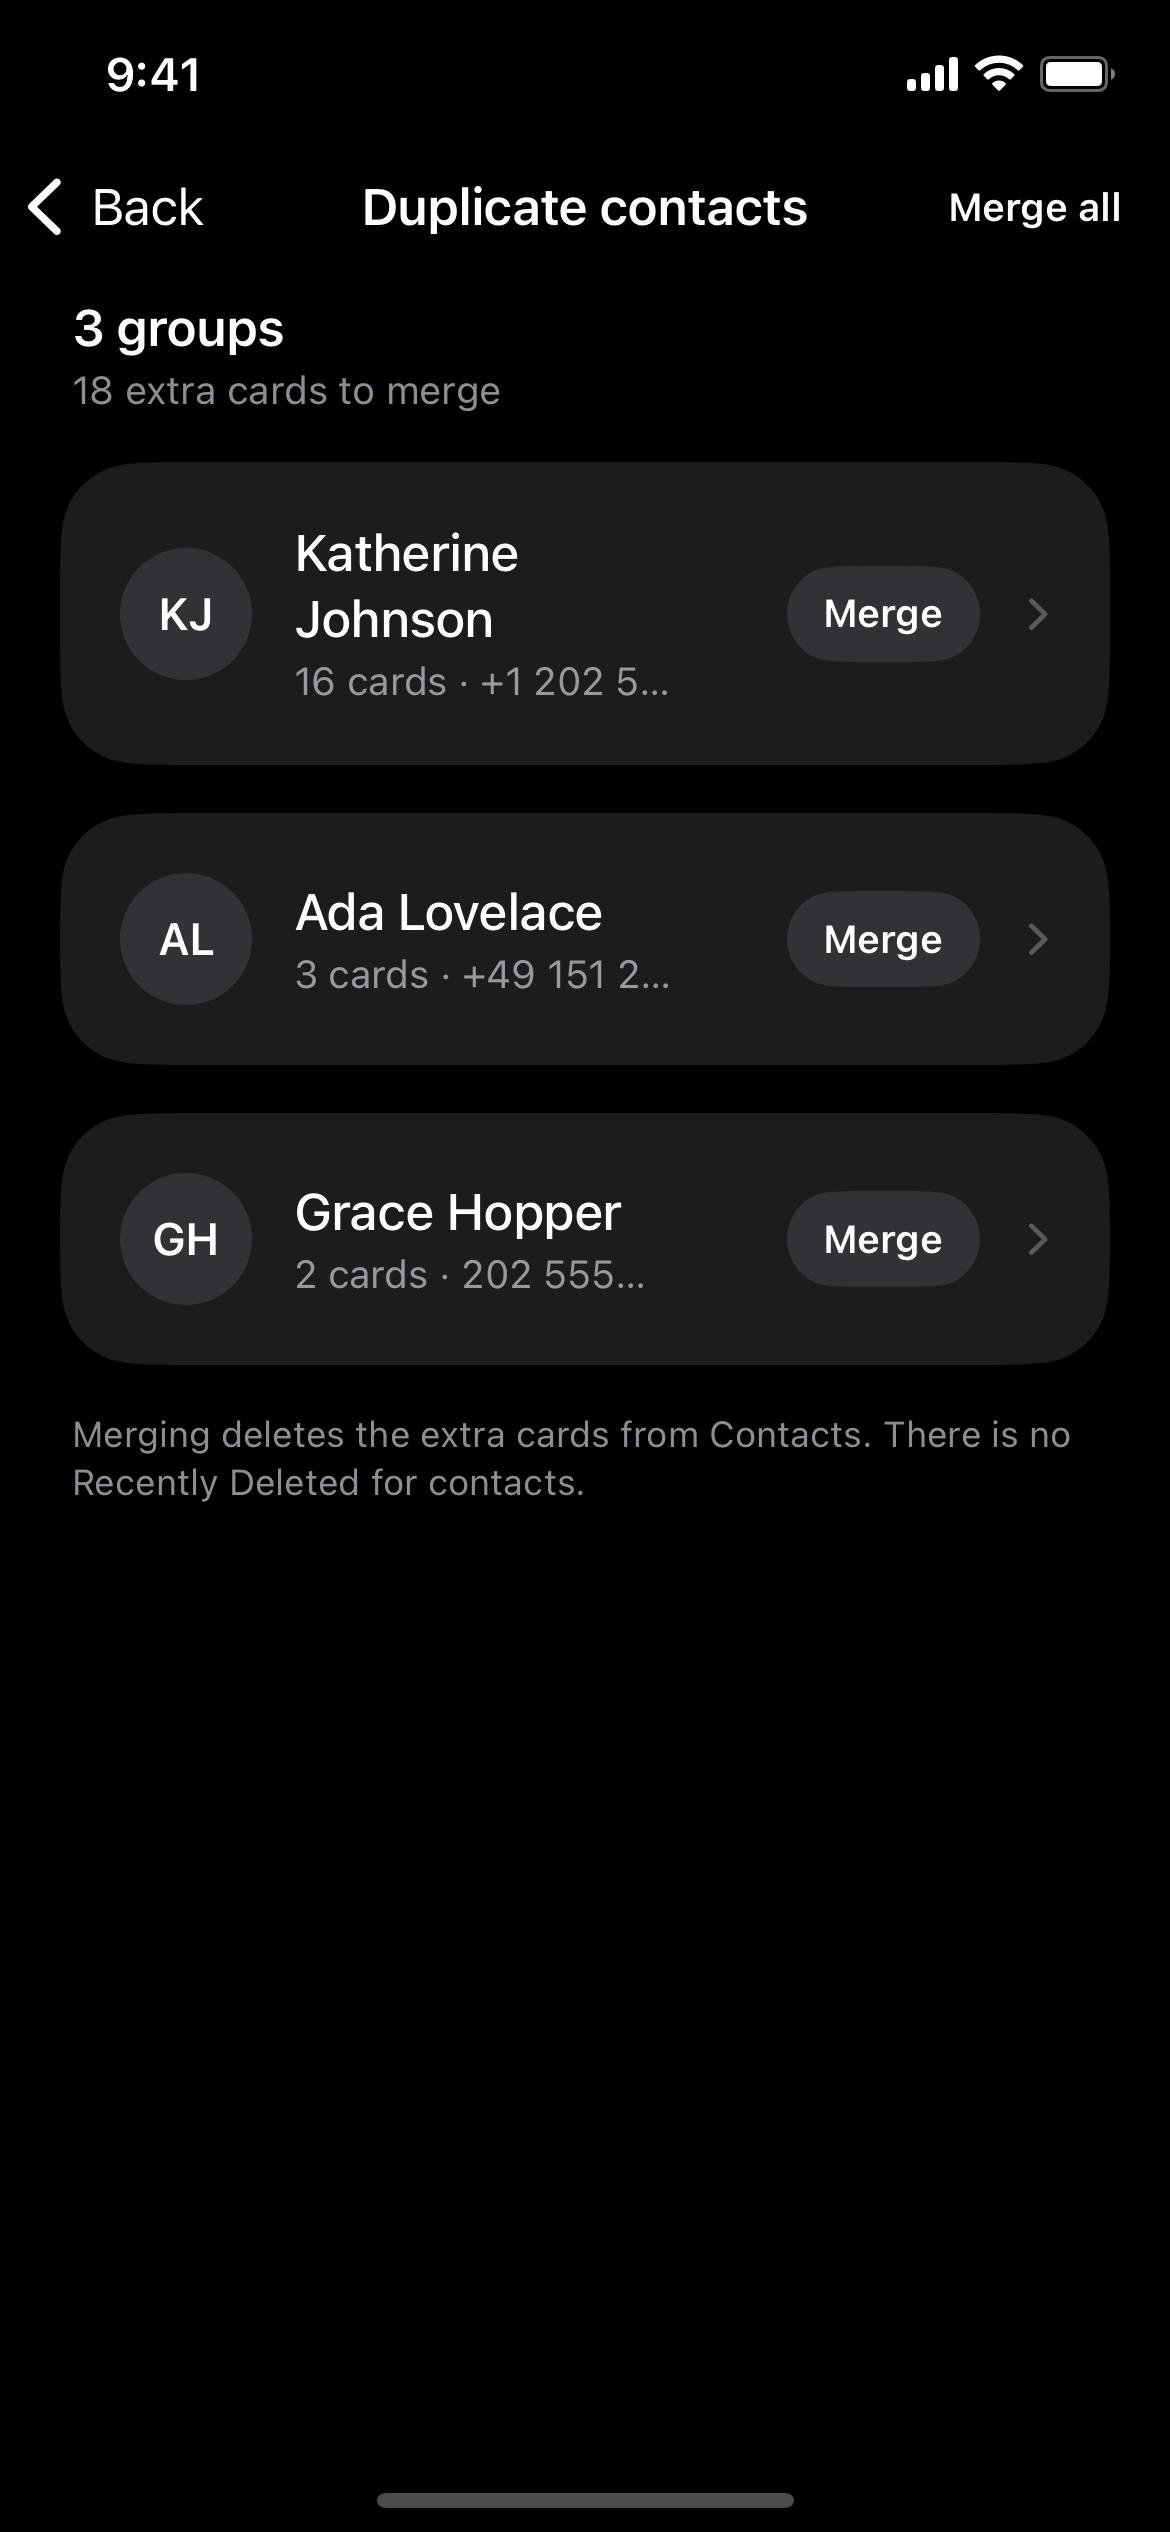 9:41
Back
Duplicate contacts
Merge all
3 groups
18 extra cards to merge
KJ
Katherine
Johnson
16 cards · +1 202 5...
Merge
AL
Ada Lovelace
3 cards · +49 151 2...
Merge
GH
Grace Hopper
2 cards · 202 555...
Merge
Merging deletes the extra cards from Contacts. There is no
Recently Deleted for contacts.